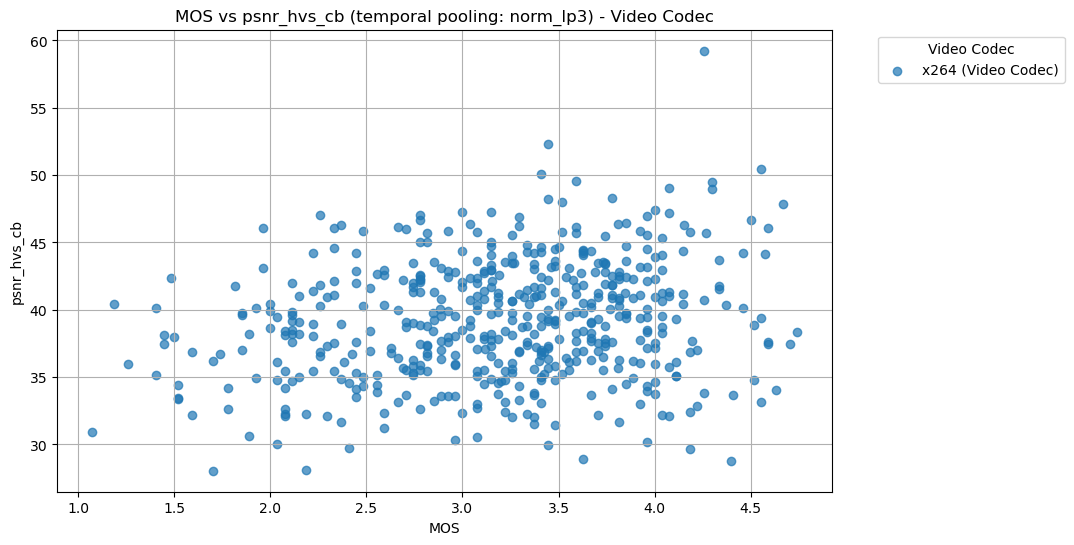 MOS vs psnr_hvs_cb (temporal pooling: norm_lp3) - Video Codec
Video Codec
x264 (Video Codec)
psnr_hvs_cb
60
55
50
45
40
35
30
1.0 1.5 2.0 2.5 3.0 3.5 4.0 4.5
MOS